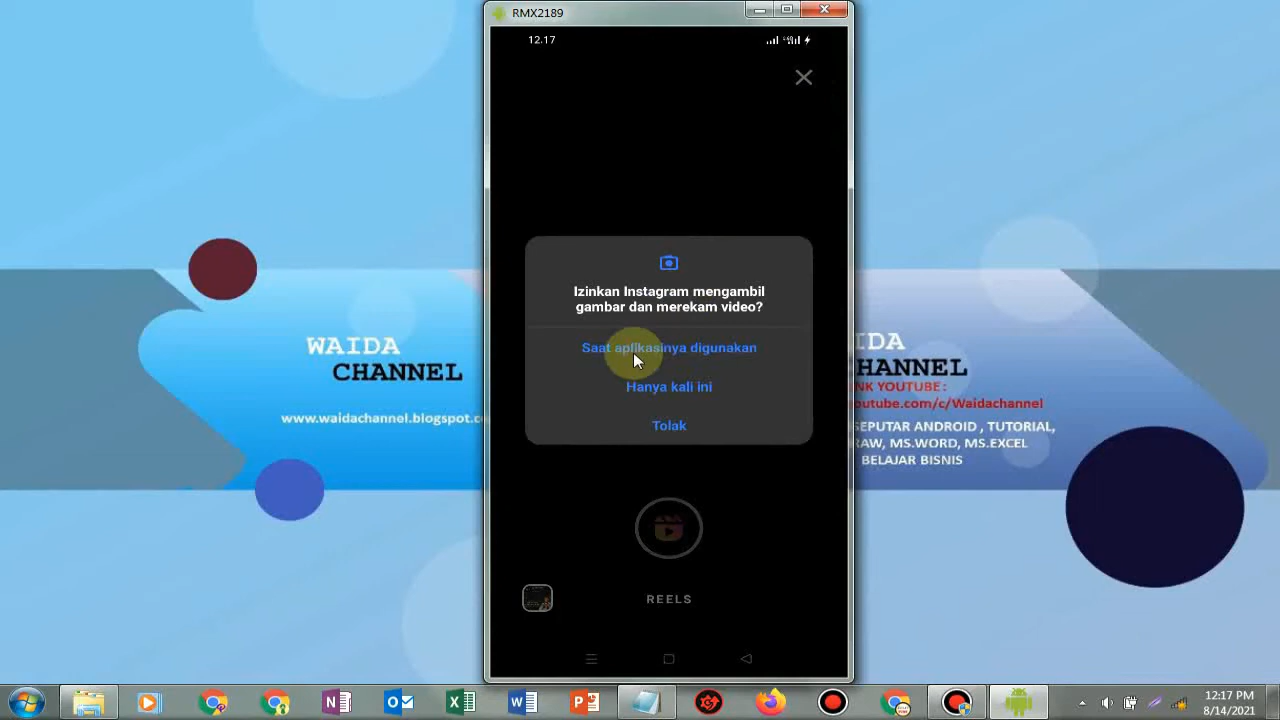 RMX2189
12.17
Izinkan Instagram mengambil
gambar dan merekam video?
Saat aplikasinya digunakan
Hanya kali ini
Tolak
REELS
WAIDA
CHANNEL
www.waidachannel.blogspot.c
IDA
HANNEL
NK YOUTUBE :
outube.com/c/Waidachannel
SEPUTAR ANDROID , TUTORIAL,
RAW, MS.WORD, MS.EXCEL
BELAJAR BISNIS
12:17 PM
8/14/2021